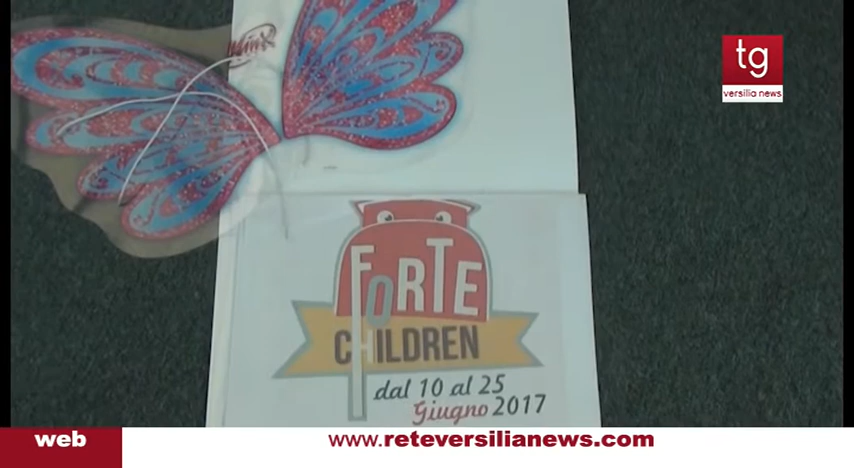 Winx
tg
versilia news
FORTE
CHILDREN
dal 10 al 25
Giugno 2017
web www.reteversilianews.com